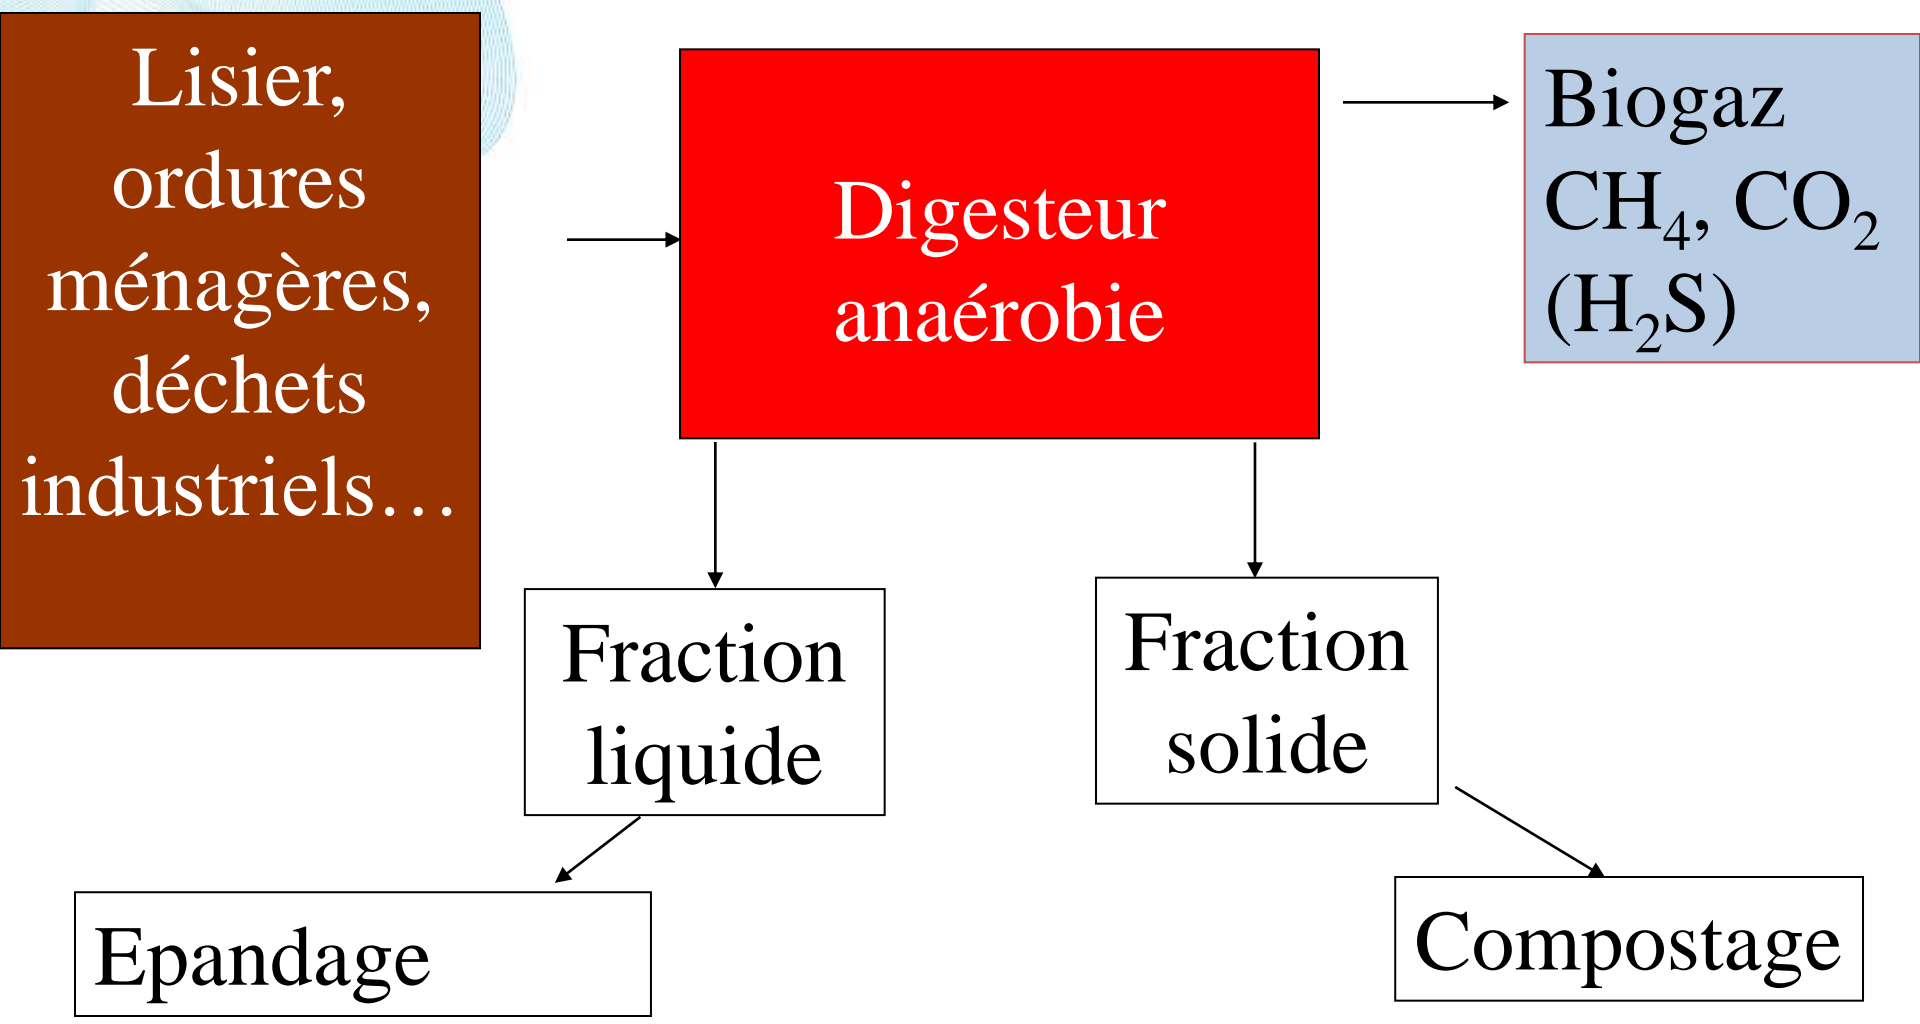 Lisier,
ordures
ménagères,
déchets
industriels…
Digesteur
anaérobie
Biogaz
CH₄, CO₂
(H₂S)
Fraction
liquide
Fraction
solide
Epandage
Compostage